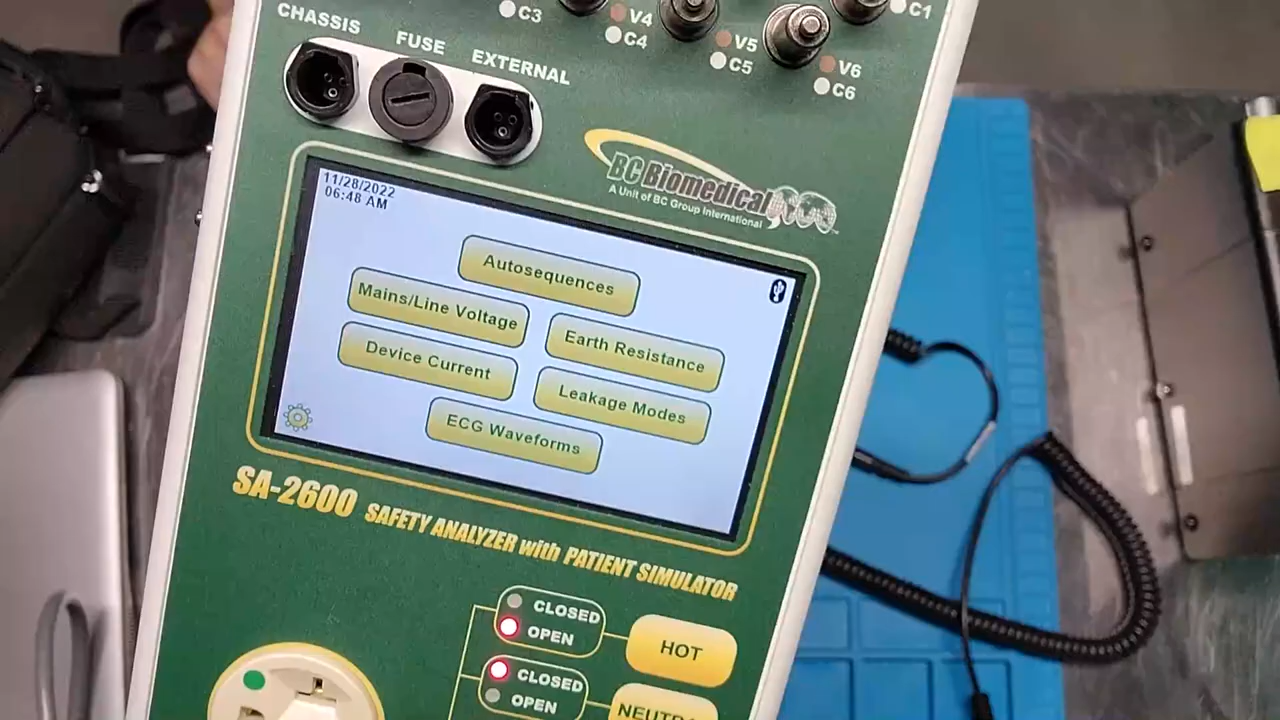 C3
V4
C4
V5
C5
V6
C6
C1
CHASSIS
FUSE
EXTERNAL
BC Biomedical
A Unit of BC Group International
TM
11/28/2022
06:48 AM
Autosequences
Mains/Line Voltage
Earth Resistance
Device Current
Leakage Modes
ECG Waveforms
SA-2600 SAFETY ANALYZER with PATIENT SIMULATOR
CLOSED
OPEN
HOT
CLOSED
OPEN
NEUTRAL